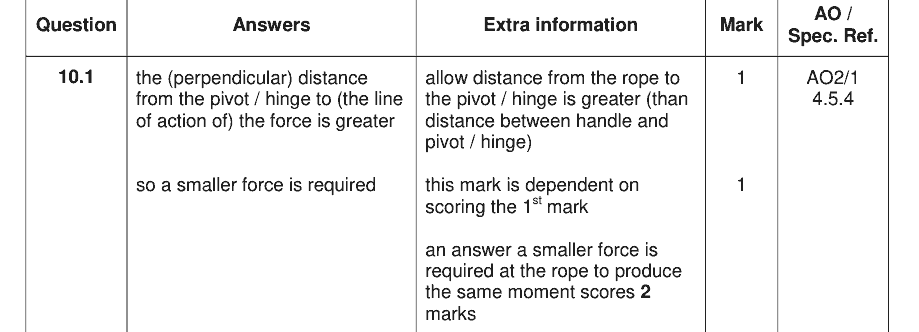 Question Answers Extra information Mark AO /
Spec. Ref.
10.1 the (perpendicular) distance allow distance from the rope to 1 AO2/1
from the pivot / hinge to (the line the pivot / hinge is greater (than 4.5.4
of action of) the force is greater distance between handle and
pivot / hinge)
so a smaller force is required this mark is dependent on 1
scoring the 1st mark
an answer a smaller force is
required at the rope to produce
the same moment scores 2
marks